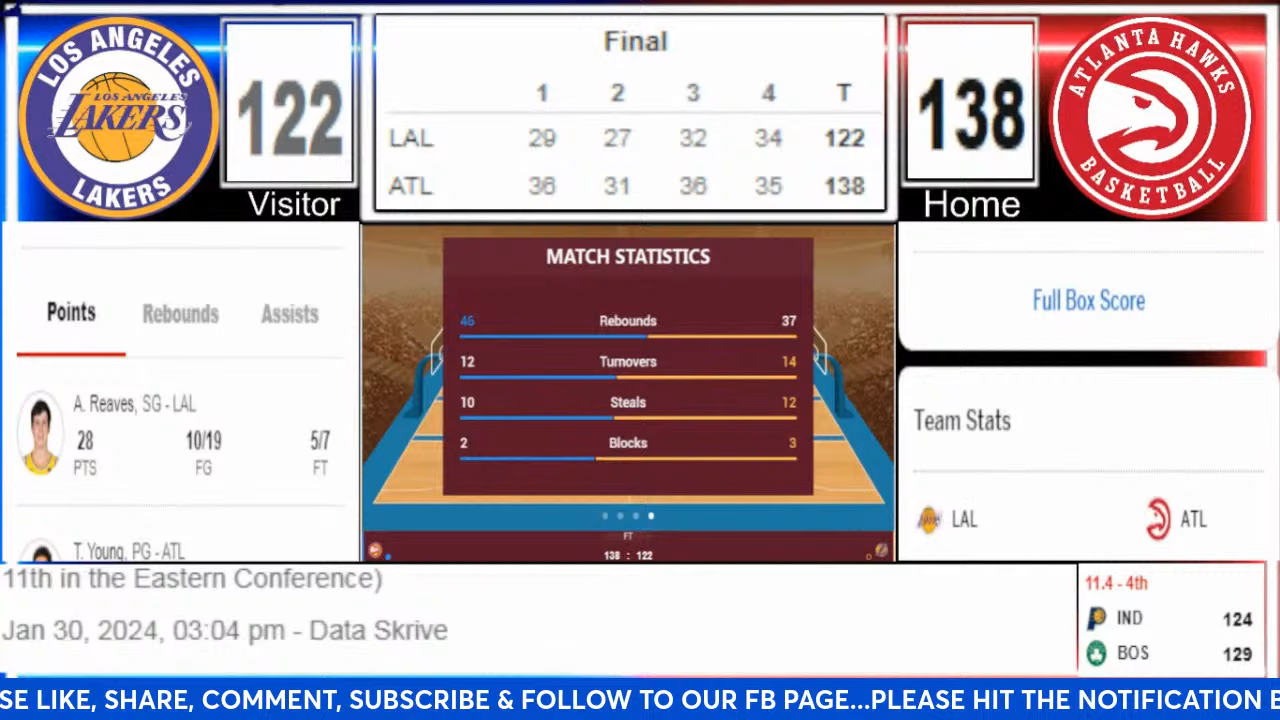 LOS ANGELES
LOS ANGELES
LAKERS
LAKERS
122
Visitor
Final
1 2 3 4 T
LAL 29 27 32 34 122
ATL 36 31 36 35 138
138
Home
ATLANTA HAWKS
BASKETBALL
Points Rebounds Assists
A. Reaves, SG - LAL
28 10/19 5/7
PTS FG FT
T. Young, PG - ATL
MATCH STATISTICS
46 Rebounds 37
12 Turnovers 14
10 Steals 12
2 Blocks 3
FT
138 : 122
Full Box Score
Team Stats
LAL ATL
11th in the Eastern Conference)
Jan 30, 2024, 03:04 pm - Data Skrive
11.4 - 4th
IND 124
BOS 129
SE LIKE, SHARE, COMMENT, SUBSCRIBE & FOLLOW TO OUR FB PAGE...PLEASE HIT THE NOTIFICATION